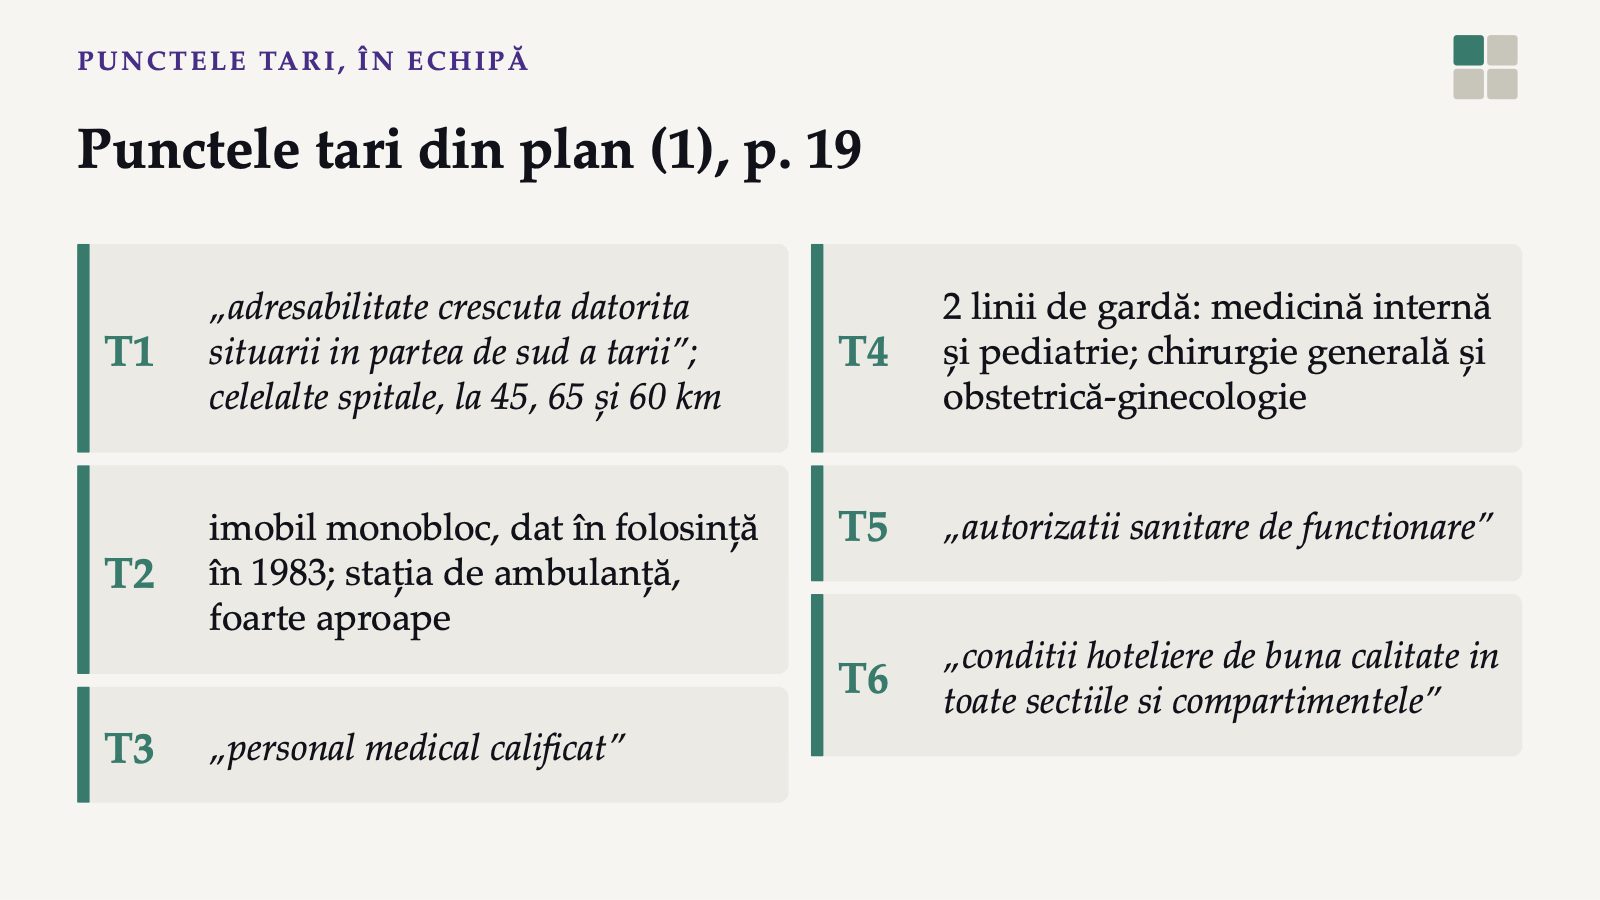 PUNCTELE TARI, ÎN ECHIPĂ
Punctele tari din plan (1), p. 19
T1
„adresabilitate crescuta datorita
situarii in partea de sud a tarii”;
celelalte spitale, la 45, 65 și 60 km
T2
imobil monobloc, dat în folosință
în 1983; stația de ambulanță,
foarte aproape
T3
„personal medical calificat”
T4
2 linii de gardă: medicină internă
și pediatrie; chirurgie generală și
obstetrică-ginecologie
T5
„autorizatii sanitare de functionare”
T6
„conditii hoteliere de buna calitate in
toate sectiile si compartimentele”